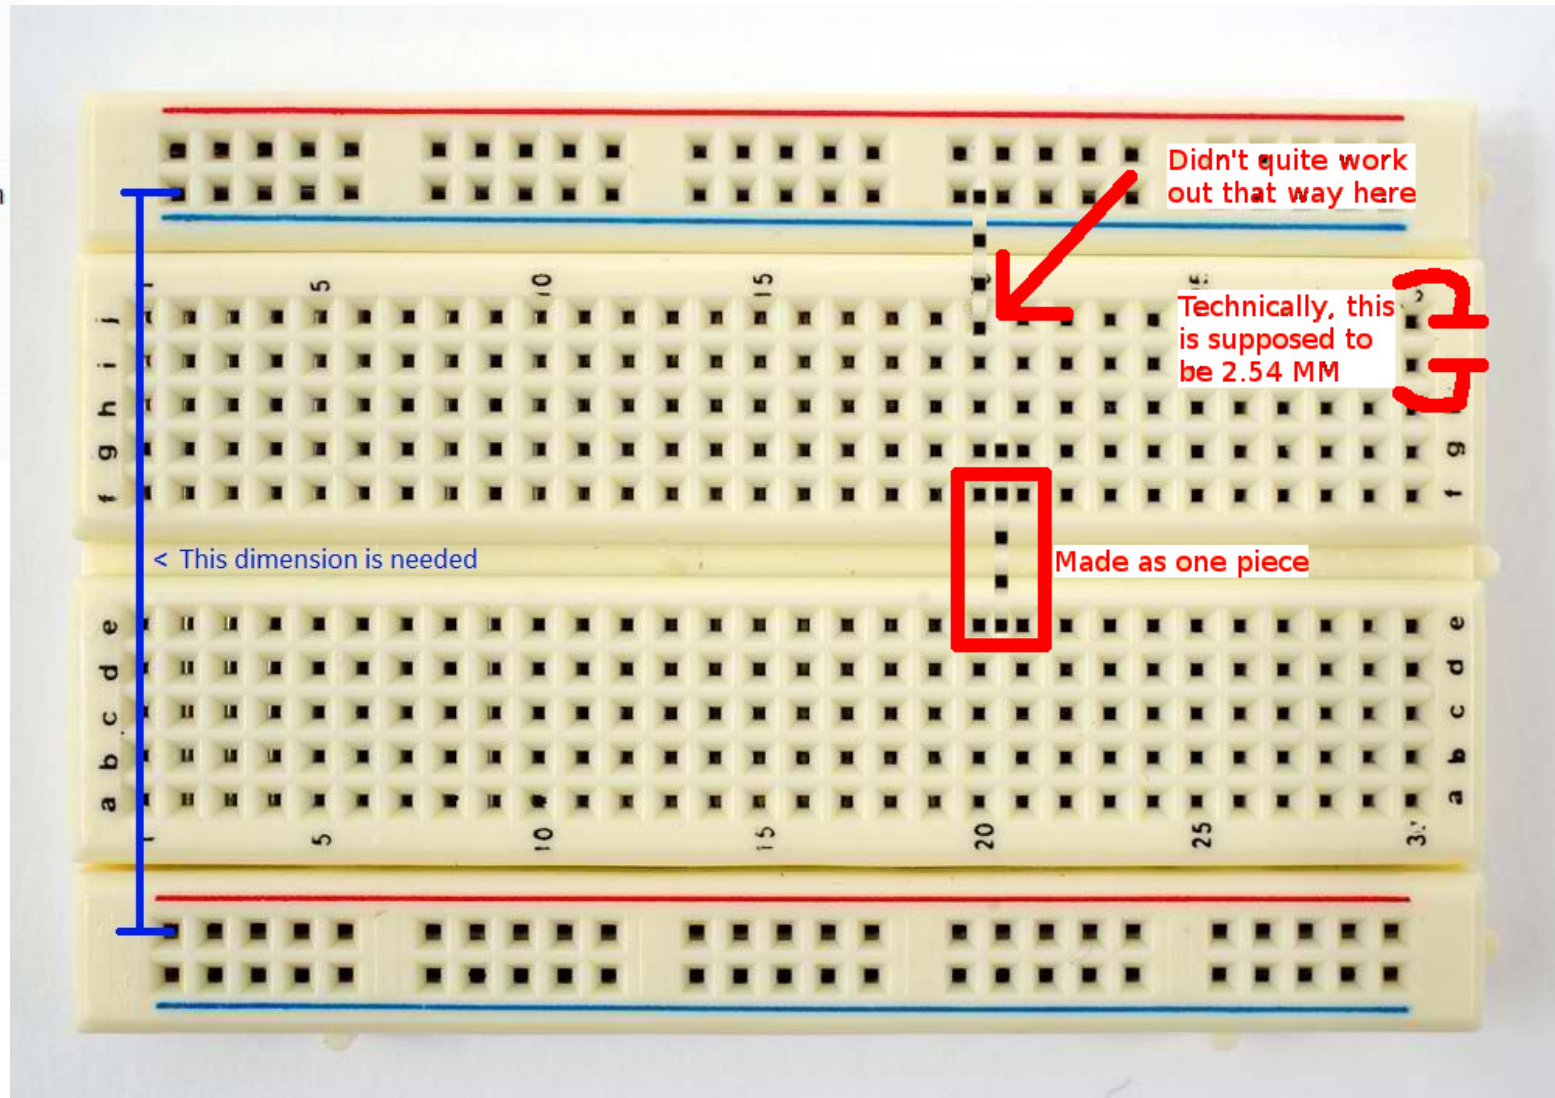 Didn't quite work
out that way here
5
15
Technically, this
is supposed to
be 2.54 MM
j
i
h
g g
f f
< This dimension is needed
Made as one piece
e e
d d
c c
b b
a a
5 10 15 20 25